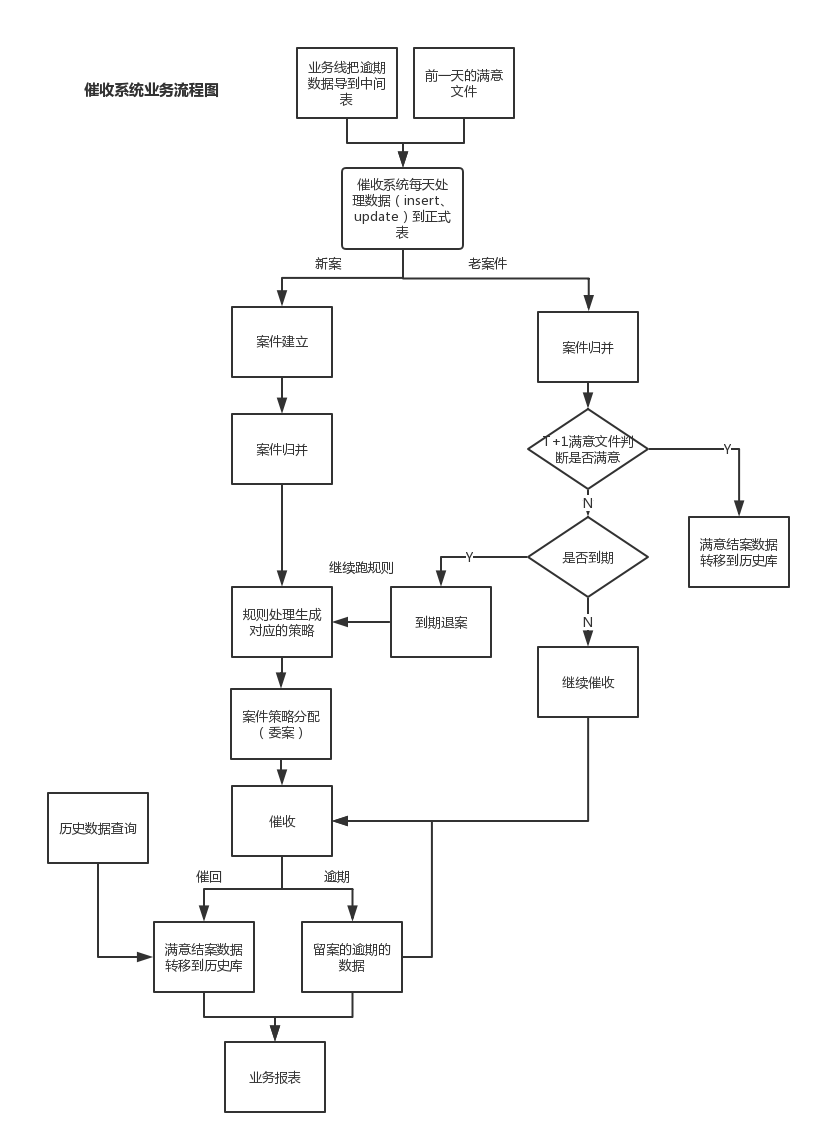 催收系统业务流程图
业务线把逾期
数据导到中间
表
前一天的满意
文件
催收系统每天处
理数据（insert、
update）到正式
表
新案
老案件
案件建立
案件归并
案件归并
T+1满意文件判
断是否满意
Y
N
满意结案数据
转移到历史库
是否到期
Y
继续跑规则
规则处理生成
对应的策略
到期退案
N
继续催收
案件策略分配
（委案）
催收
历史数据查询
催回
逾期
满意结案数据
转移到历史库
留案的逾期的
数据
业务报表